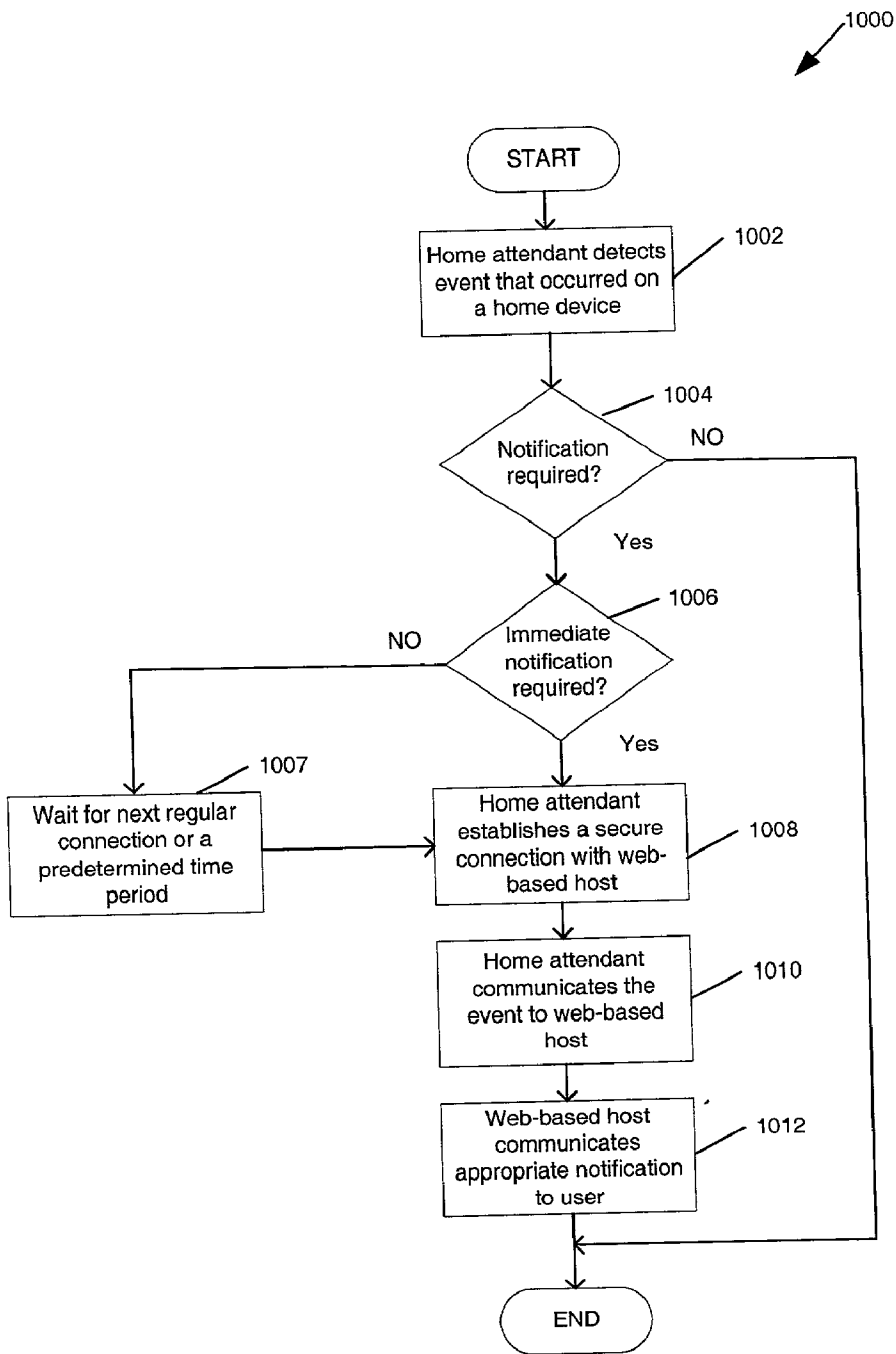 1000
START
Home attendant detects
event that occurred on
a home device
1002
1004
Notification
required?
NO
Yes
1006
Immediate
notification
required?
NO
Yes
1007
Wait for next regular
connection or a
predetermined time
period
Home attendant
establishes a secure
connection with web-
based host
1008
Home attendant
communicates the
event to web-based
host
1010
Web-based host
communicates
appropriate notification
to user
1012
END